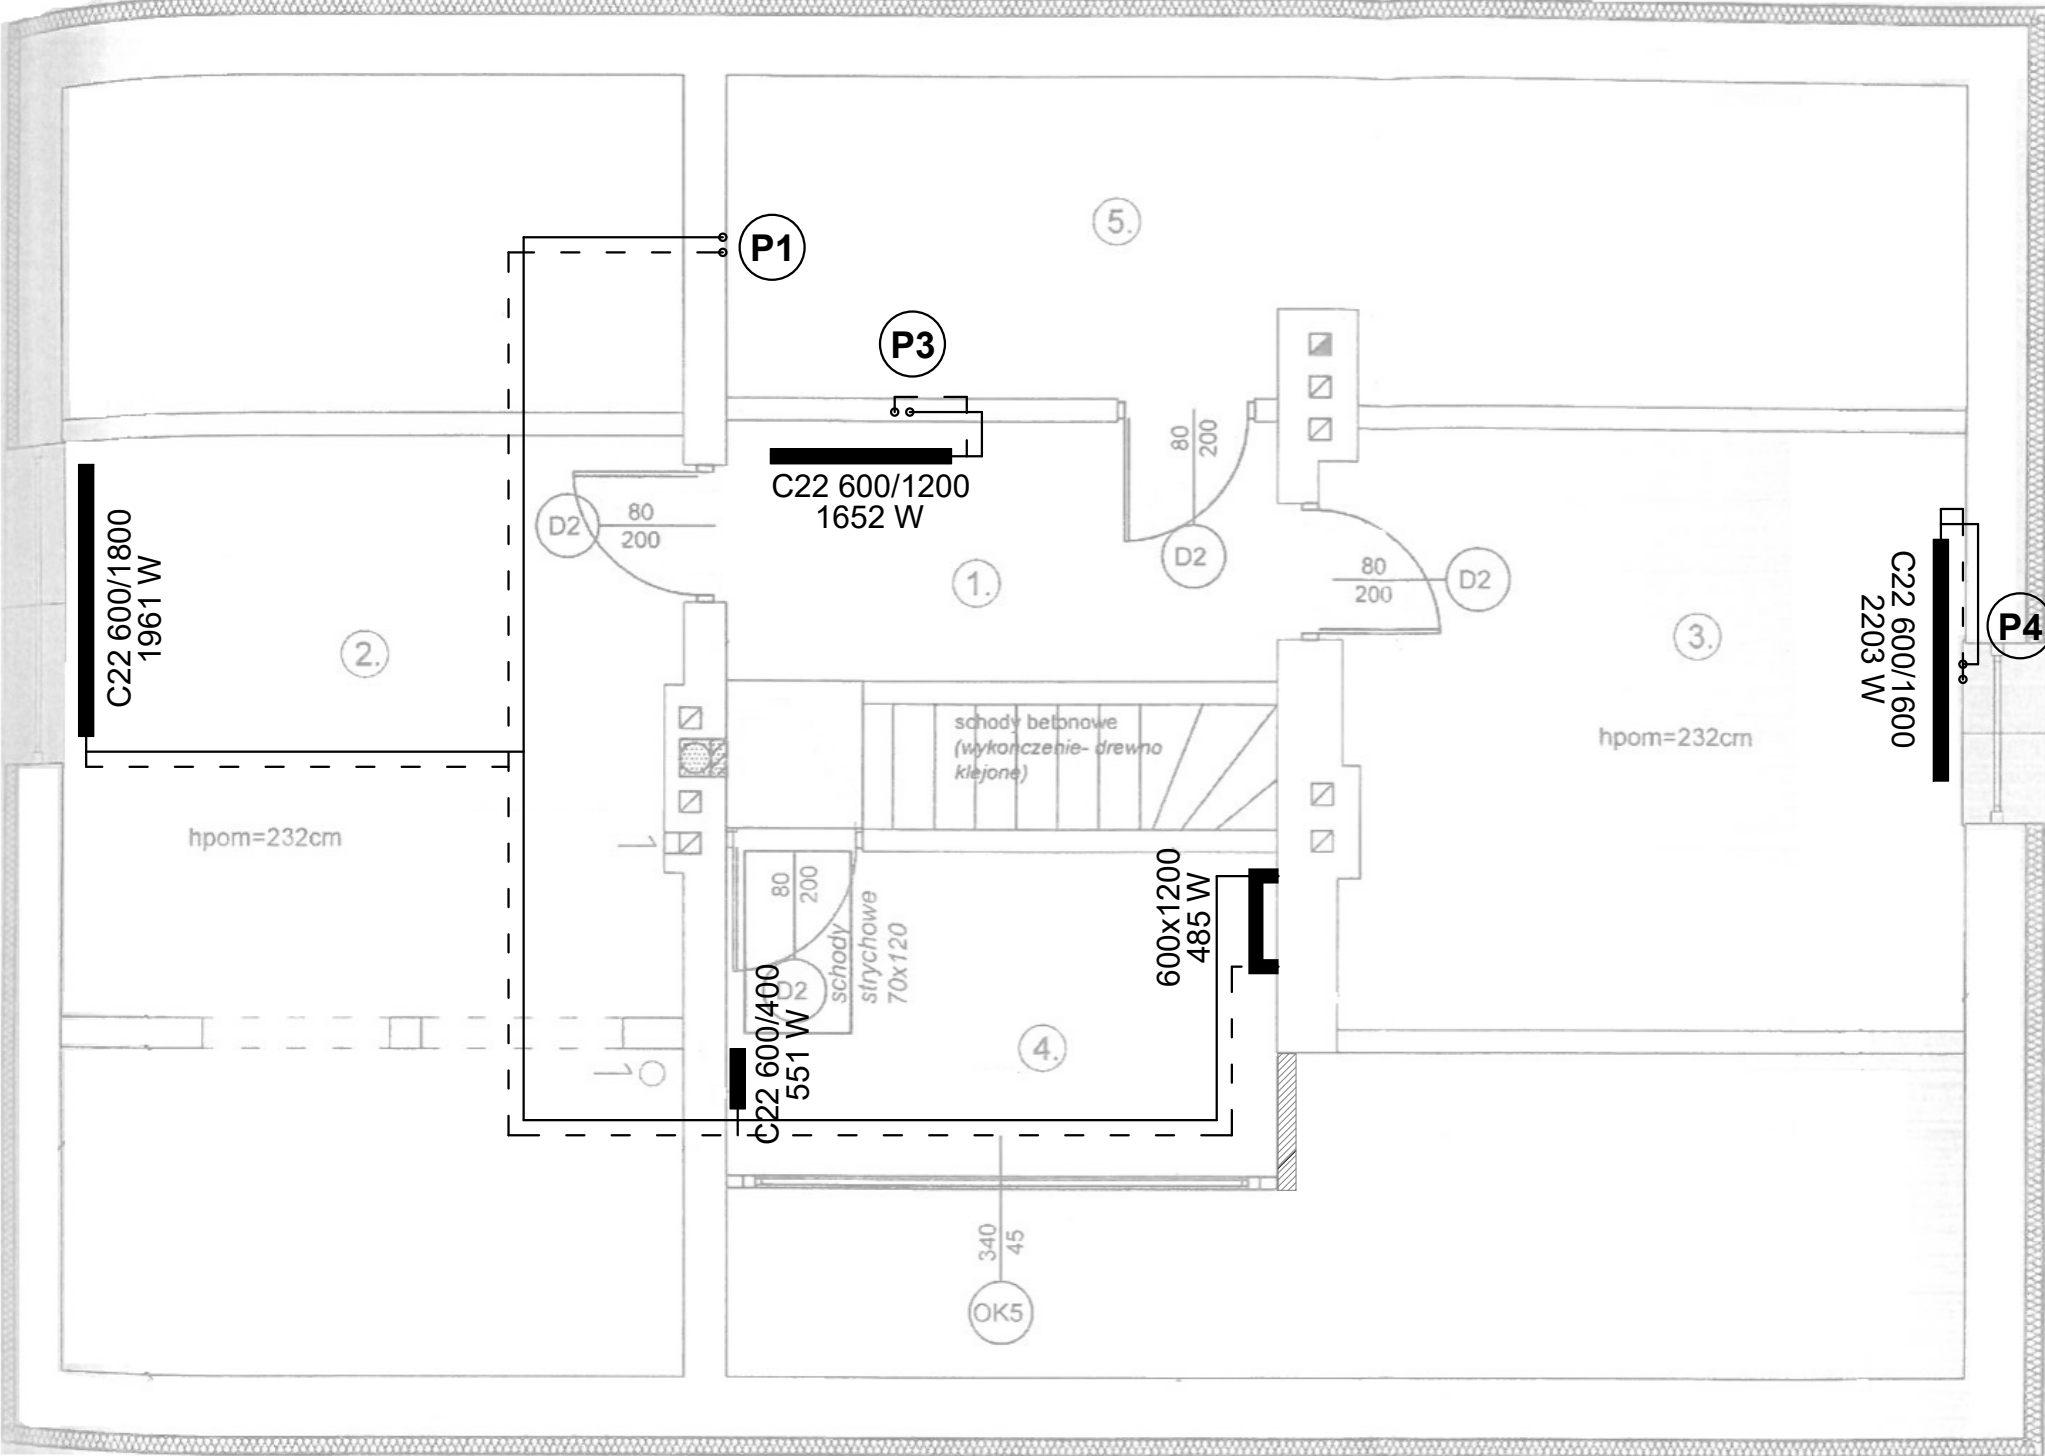 5.
P1
P3
80
200
C22 600/1200
1652 W
D2
80
200
D2
1.
80
200
D2
C22 600/1800
1961 W
2.
3.
C22 600/1600
2203 W
P4
schody betonowe
(wykonczenie- drewno
klejone)
hpom=232cm
hpom=232cm
80
200
D2
schody
strychowe
70x120
600x1200
485 W
C22 600/400
551 W
4.
340
45
OK5